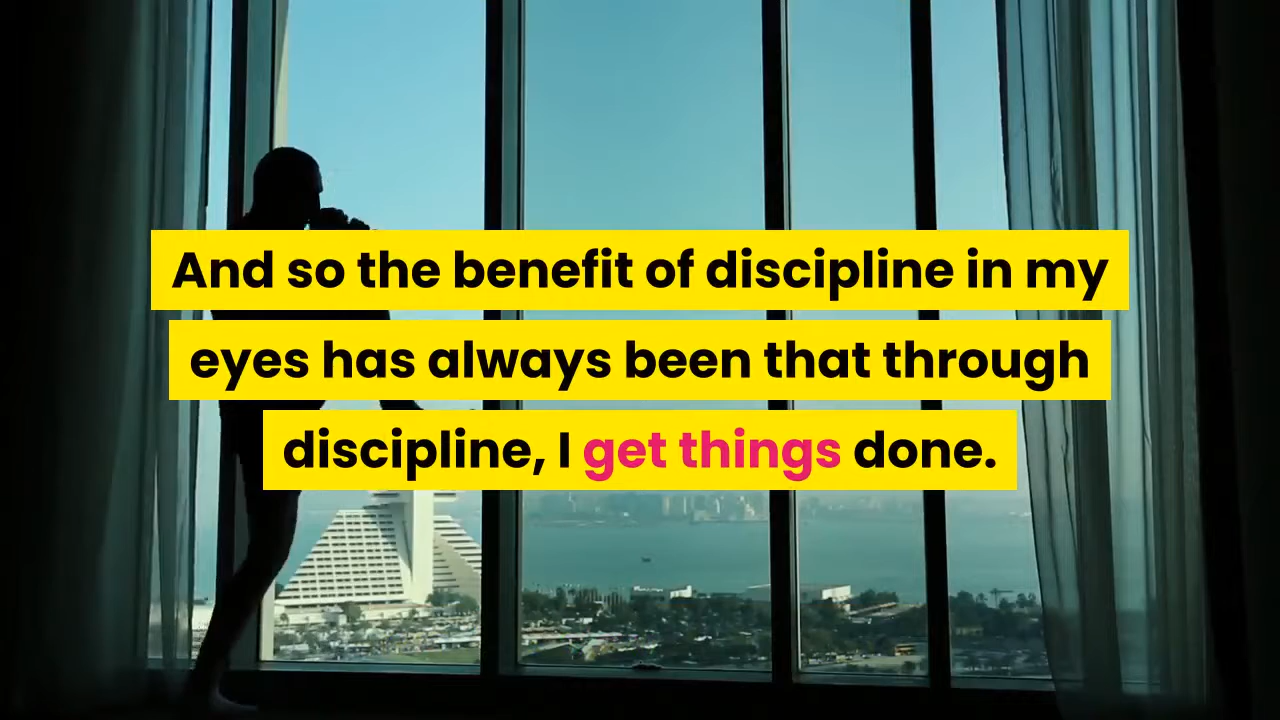 And so the benefit of discipline in my
eyes has always been that through
discipline, I get things done.